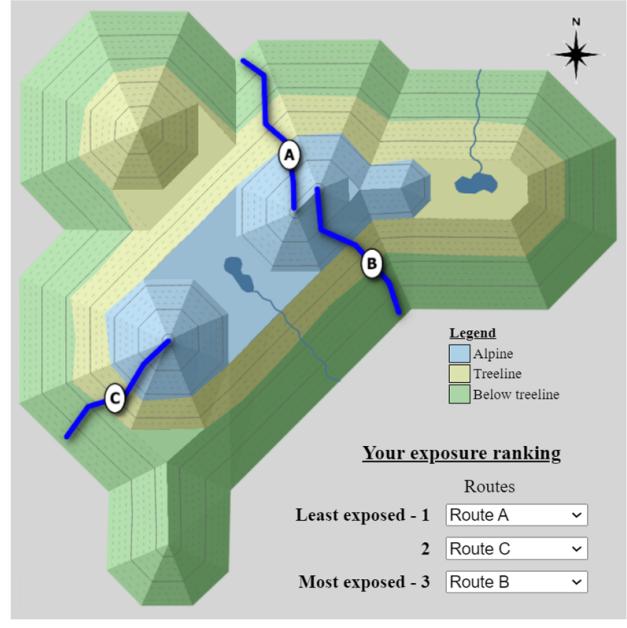 N
A
B
C
Legend
Alpine
Treeline
Below treeline
Your exposure ranking
Routes
Least exposed - 1 Route A
2 Route C
Most exposed - 3 Route B